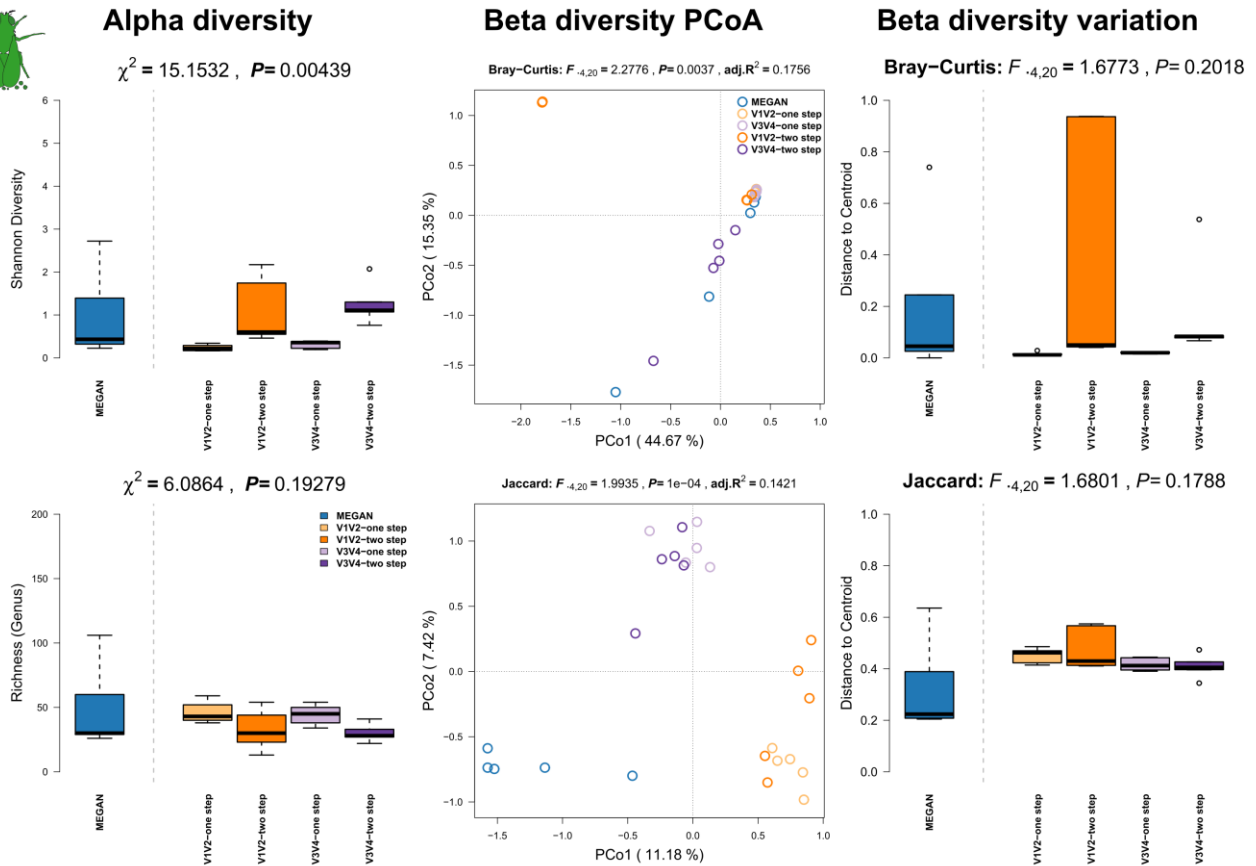 Alpha diversity
Beta diversity PCoA
Beta diversity variation
χ² = 15.1532 , P= 0.00439
Shannon Diversity
6
5
4
3
2
1
0
MEGAN
V1V2−one step
V1V2−two step
V3V4−one step
V3V4−two step
Bray−Curtis: F .4,20 = 2.2776 , P= 0.0037 , adj.R² = 0.1756
PCo2 ( 15.35 %)
1.0
0.5
0.0
−0.5
−1.0
−1.5
MEGAN
V1V2−one step
V3V4−one step
V1V2−two step
V3V4−two step
−2.0 −1.5 −1.0 −0.5 0.0 0.5 1.0
PCo1 ( 44.67 %)
Bray−Curtis: F .4,20 = 1.6773 , P= 0.2018
Distance to Centroid
1.0
0.8
0.6
0.4
0.2
0.0
MEGAN
V1V2−one step
V1V2−two step
V3V4−one step
V3V4−two step
χ² = 6.0864 , P= 0.19279
Richness (Genus)
200
150
100
50
0
MEGAN
V1V2−one step
V1V2−two step
V3V4−one step
V3V4−two step
MEGAN
V1V2−one step
V1V2−two step
V3V4−one step
V3V4−two step
Jaccard: F .4,20 = 1.9935 , P= 1e−04 , adj.R² = 0.1421
PCo2 ( 7.42 %)
1.0
0.5
0.0
−0.5
−1.0
−1.5 −1.0 −0.5 0.0 0.5 1.0
PCo1 ( 11.18 %)
Jaccard: F .4,20 = 1.6801 , P= 0.1788
Distance to Centroid
1.0
0.8
0.6
0.4
0.2
0.0
MEGAN
V1V2−one step
V1V2−two step
V3V4−one step
V3V4−two step